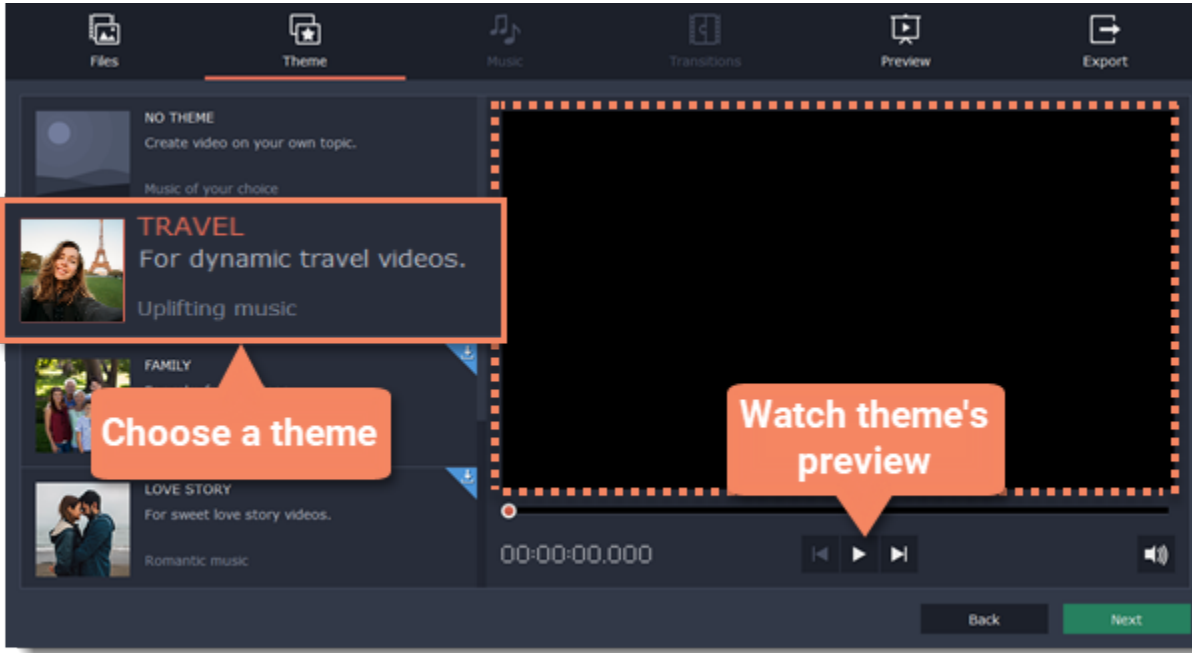 Files
Theme
Music
Transitions
Preview
Export
NO THEME
Create video on your own topic.
Music of your choice
TRAVEL
For dynamic travel videos.
Uplifting music
FAMILY
Choose a theme
LOVE STORY
For sweet love story videos.
Romantic music
Watch theme's
preview
00:00:00.000
Back
Next